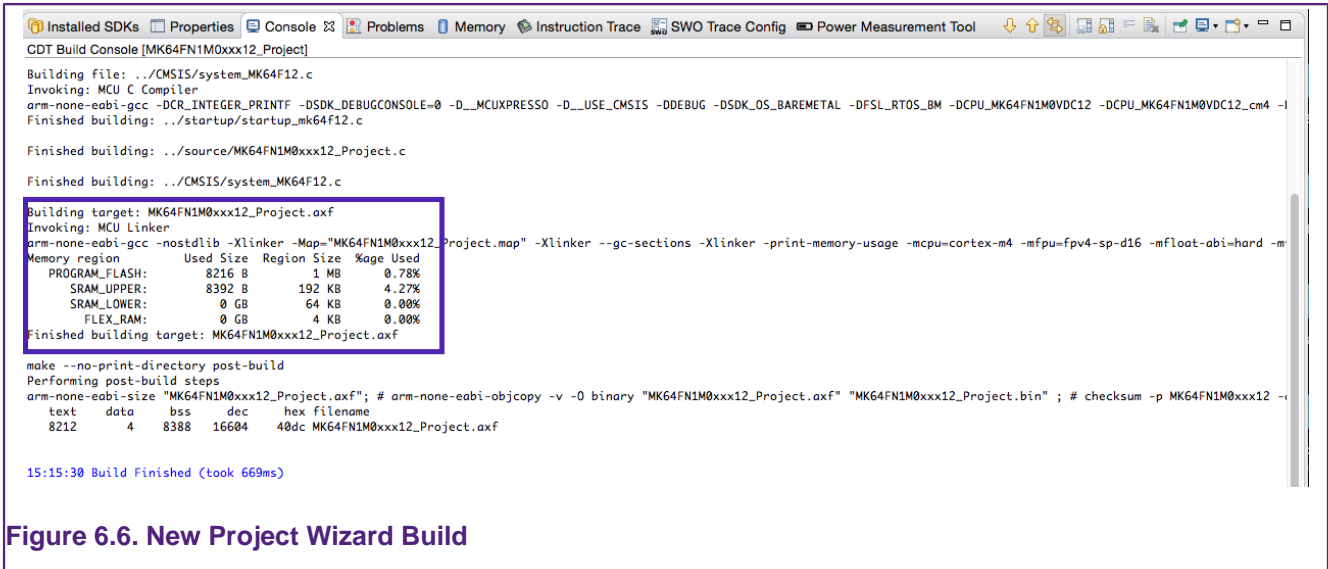 Installed SDKs Properties Console Problems Memory Instruction Trace SWO Trace Config Power Measurement Tool
CDT Build Console [MK64FN1M0xxx12_Project]
Building file: ../CMSIS/system_MK64F12.c
Invoking: MCU C Compiler
arm-none-eabi-gcc -DCR_INTEGER_PRINTF -DSDK_DEBUGCONSOLE=0 -D__MCUXPRESSO -D__USE_CMSIS -DDEBUG -DSDK_OS_BAREMETAL -DFSL_RTOS_BM -DCPU_MK64FN1M0VDC12 -DCPU_MK64FN1M0VDC12_cm4 -
Finished building: ../startup/startup_mk64f12.c
Finished building: ../source/MK64FN1M0xxx12_Project.c
Finished building: ../CMSIS/system_MK64F12.c
Building target: MK64FN1M0xxx12_Project.axf
Invoking: MCU Linker
arm-none-eabi-gcc -nostdlib -Xlinker -Map="MK64FN1M0xxx12_Project.map" -Xlinker --gc-sections -Xlinker -print-memory-usage -mcpu=cortex-m4 -mfpu=fpv4-sp-d16 -mfloat-abi=hard -m
Memory region Used Size Region Size %age Used
PROGRAM_FLASH: 8216 B 1 MB 0.78%
SRAM_UPPER: 8392 B 192 KB 4.27%
SRAM_LOWER: 0 GB 64 KB 0.00%
FLEX_RAM: 0 GB 4 KB 0.00%
Finished building target: MK64FN1M0xxx12_Project.axf
make --no-print-directory post-build
Performing post-build steps
arm-none-eabi-size "MK64FN1M0xxx12_Project.axf"; # arm-none-eabi-objcopy -v -O binary "MK64FN1M0xxx12_Project.axf" "MK64FN1M0xxx12_Project.bin" ; # checksum -p MK64FN1M0xxx12 -
text data bss dec hex filename
8212 4 8388 16604 40dc MK64FN1M0xxx12_Project.axf
15:15:30 Build Finished (took 669ms)
Figure 6.6. New Project Wizard Build